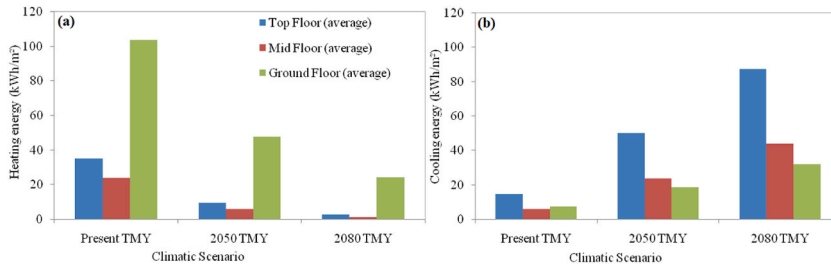 (a)
Heating energy (kWh/m²)
120
100
80
60
40
20
0
Top Floor (average)
Mid Floor (average)
Ground Floor (average)
Present TMY
2050 TMY
2080 TMY
Climatic Scenario
(b)
Cooling energy (kWh/m²)
120
100
80
60
40
20
0
Present TMY
2050 TMY
2080 TMY
Climatic Scenario